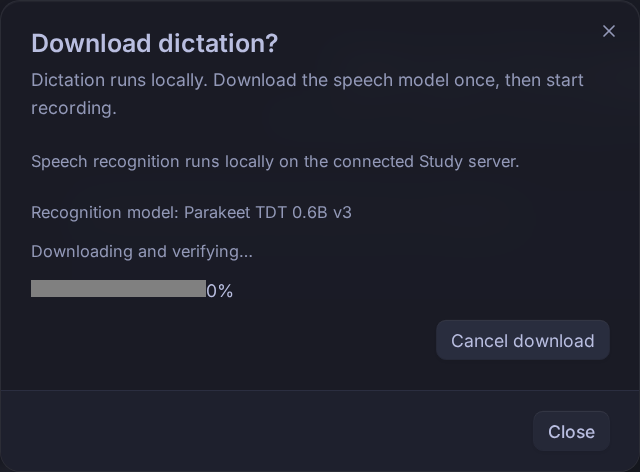 Download dictation?
Dictation runs locally. Download the speech model once, then start
recording.
Speech recognition runs locally on the connected Study server.
Recognition model: Parakeet TDT 0.6B v3
Downloading and verifying...
0%
Cancel download
Close